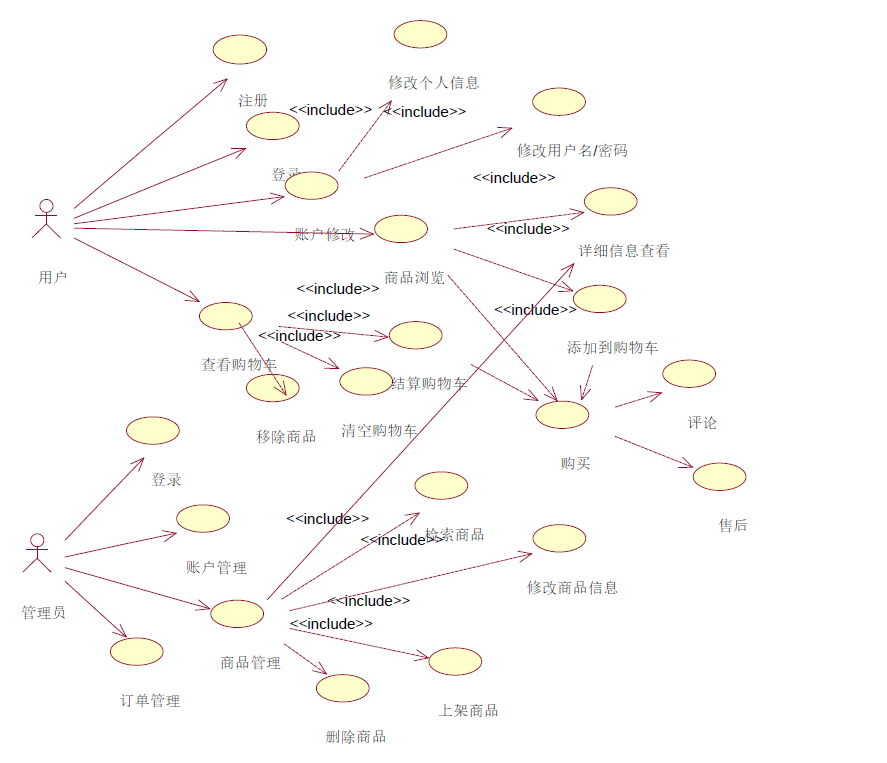 修改个人信息
注册
<<include>>
<<include>>
修改用户名/密码
登录
<<include>>
账户修改
<<include>>
详细信息查看
用户
商品浏览
<<include>>
<<include>>
<<include>>
<<include>>
添加到购物车
查看购物车
结算购物车
评论
移除商品
清空购物车
购买
登录
<<include>>
售后
检索商品
<<include>>
账户管理
修改商品信息
<<include>>
管理员
<<include>>
商品管理
订单管理
上架商品
删除商品